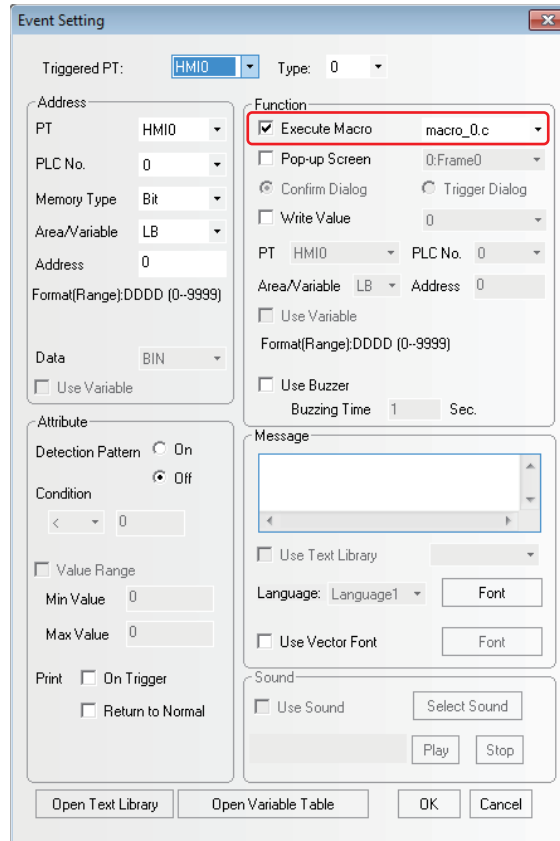 Event Setting
Triggered PT: HMI0 Type: 0
Address
PT HMI0
PLC No. 0
Memory Type Bit
Area/Variable LB
Address 0
Format(Range):DDDD (0--9999)
Data BIN
Use Variable
Attribute
Detection Pattern On
Off
Condition
< 0
Value Range
Min Value 0
Max Value 0
Print On Trigger
Return to Normal
Function
Execute Macro macro_0.c
Pop-up Screen 0:Frame0
Confirm Dialog Trigger Dialog
Write Value 0
PT HMI0 PLC No. 0
Area/Variable LB Address 0
Use Variable
Format(Range):DDDD (0--9999)
Use Buzzer
Buzzing Time 1 Sec.
Message
Use Text Library
Language: Language1 Font
Use Vector Font Font
Sound
Use Sound Select Sound
Play Stop
Open Text Library Open Variable Table OK Cancel